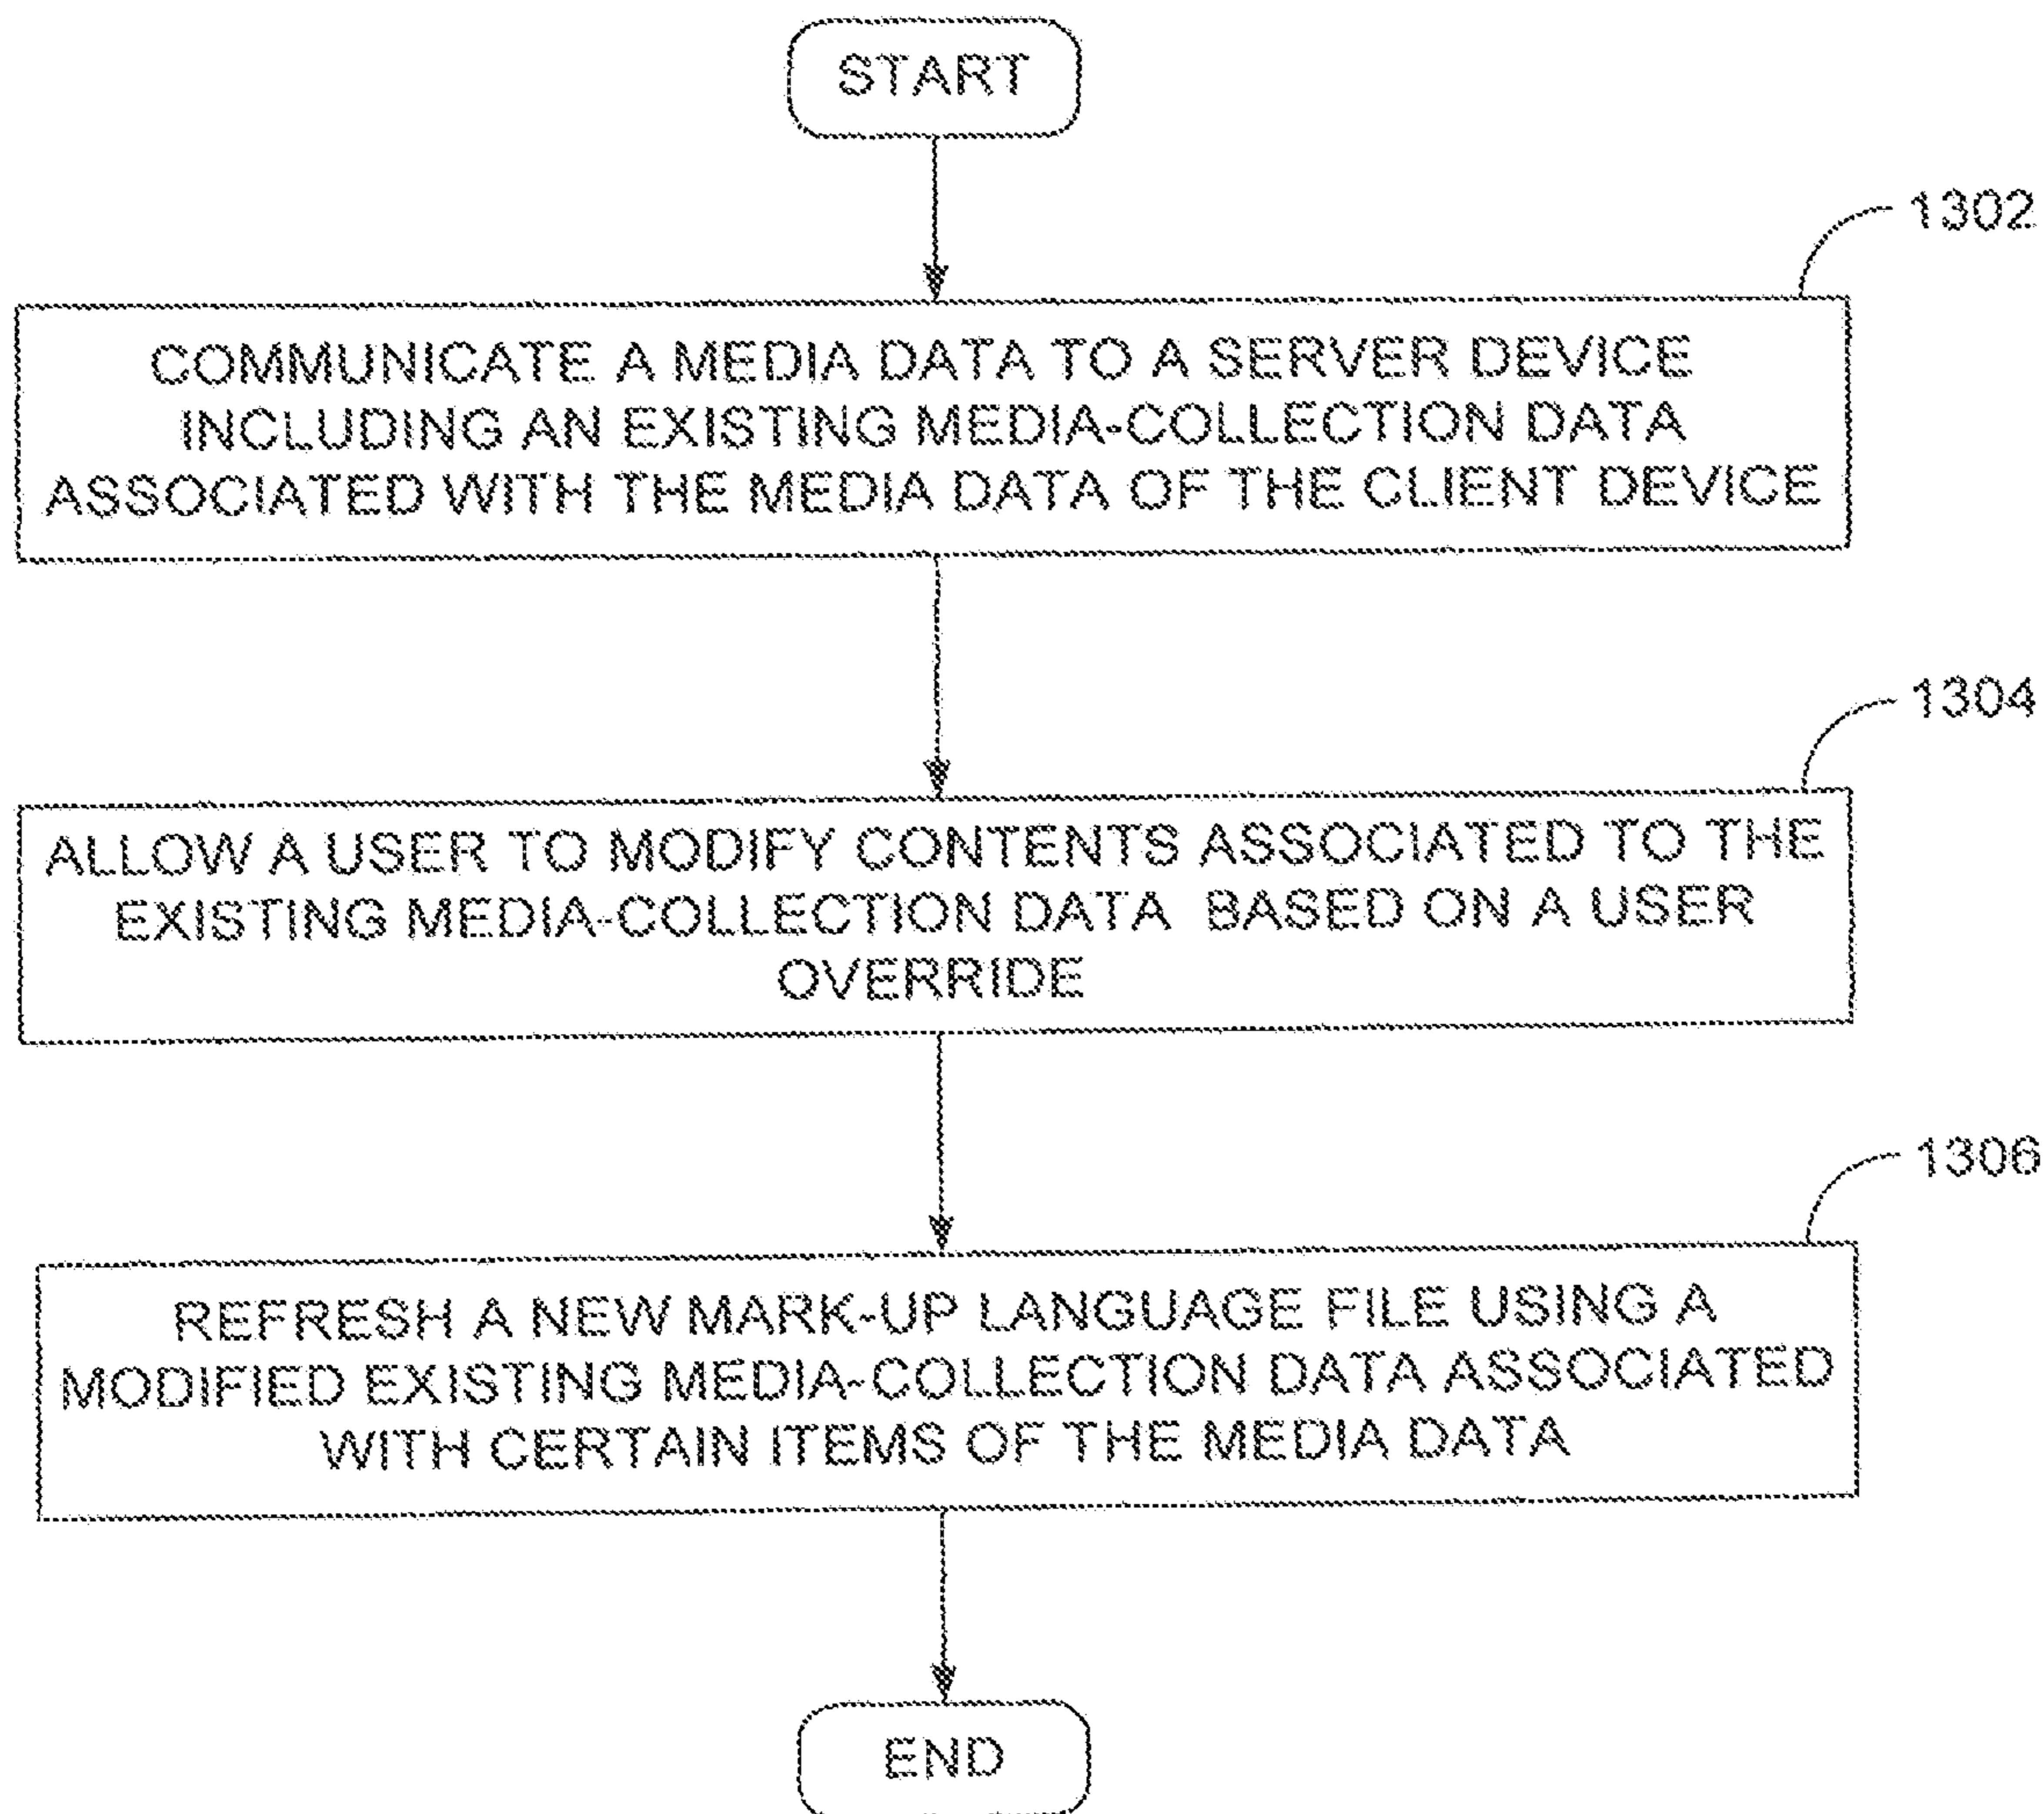 START
1302
COMMUNICATE A MEDIA DATA TO A SERVER DEVICE
INCLUDING AN EXISTING MEDIA-COLLECTION DATA
ASSOCIATED WITH THE MEDIA DATA OF THE CLIENT DEVICE
1304
ALLOW A USER TO MODIFY CONTENTS ASSOCIATED TO THE
EXISTING MEDIA-COLLECTION DATA BASED ON A USER
OVERRIDE
1306
REFRESH A NEW MARK-UP LANGUAGE FILE USING A
MODIFIED EXISTING MEDIA-COLLECTION DATA ASSOCIATED
WITH CERTAIN ITEMS OF THE MEDIA DATA
END